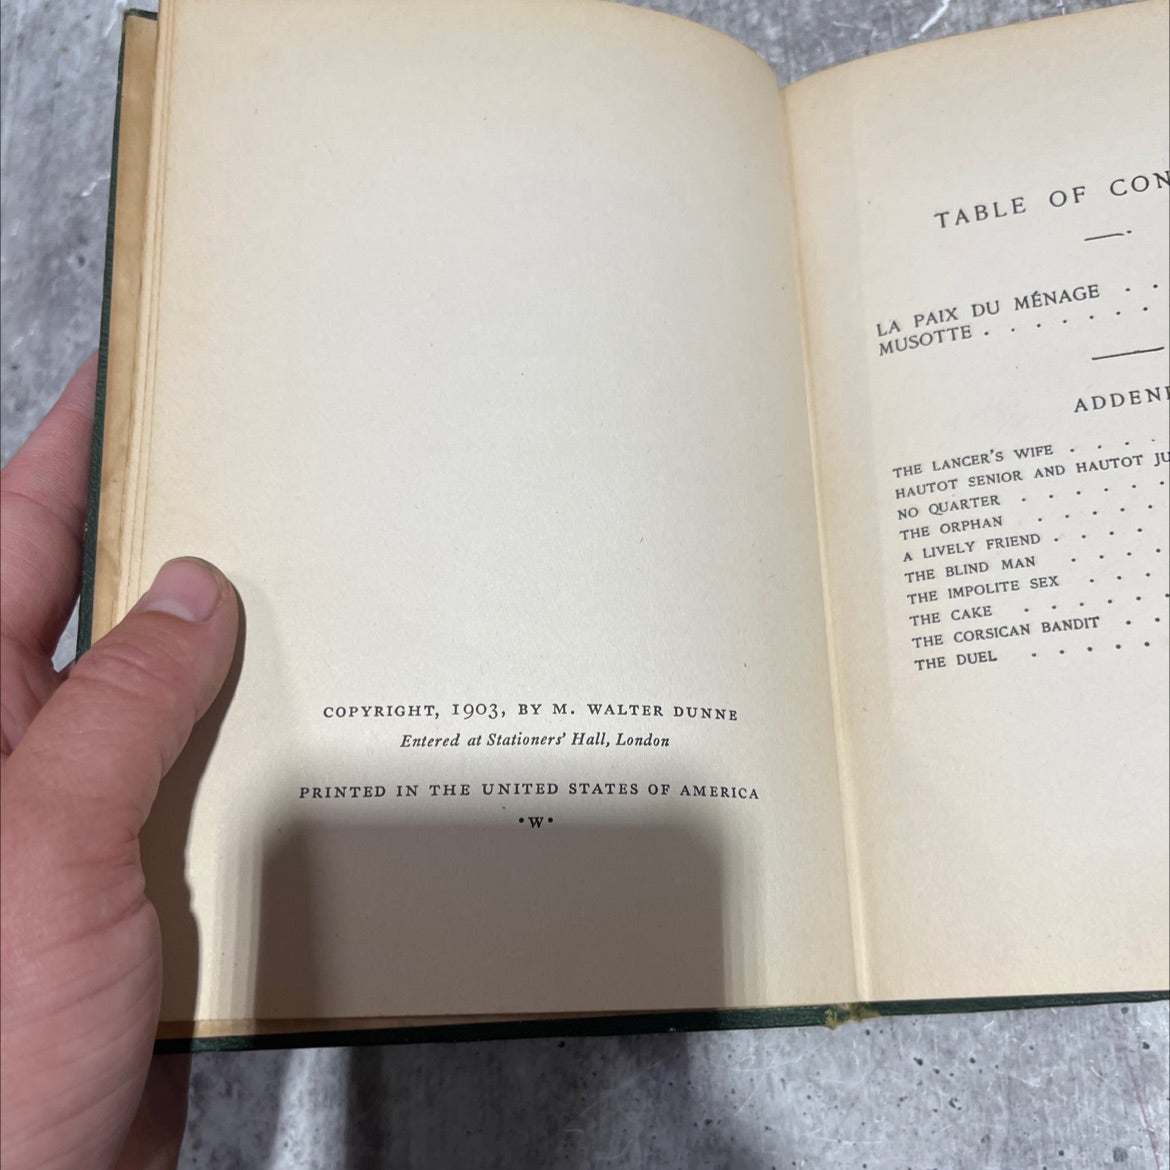 COPYRIGHT, 1903, BY M. WALTER DUNNE
Entered at Stationers' Hall, London
PRINTED IN THE UNITED STATES OF AMERICA
•W•
TABLE OF CON
LA PAIX DU MÉNAGE . .
MUSOTTE . . . . . . .
ADDEN
THE LANCER'S WIFE . . . .
HAUTOT SENIOR AND HAUTOT JU
NO QUARTER . . . . . .
THE ORPHAN . . . . .
A LIVELY FRIEND . . . .
THE BLIND MAN . . . .
THE IMPOLITE SEX . . . .
THE CAKE . . . . . .
THE CORSICAN BANDIT . .
THE DUEL . . . . .